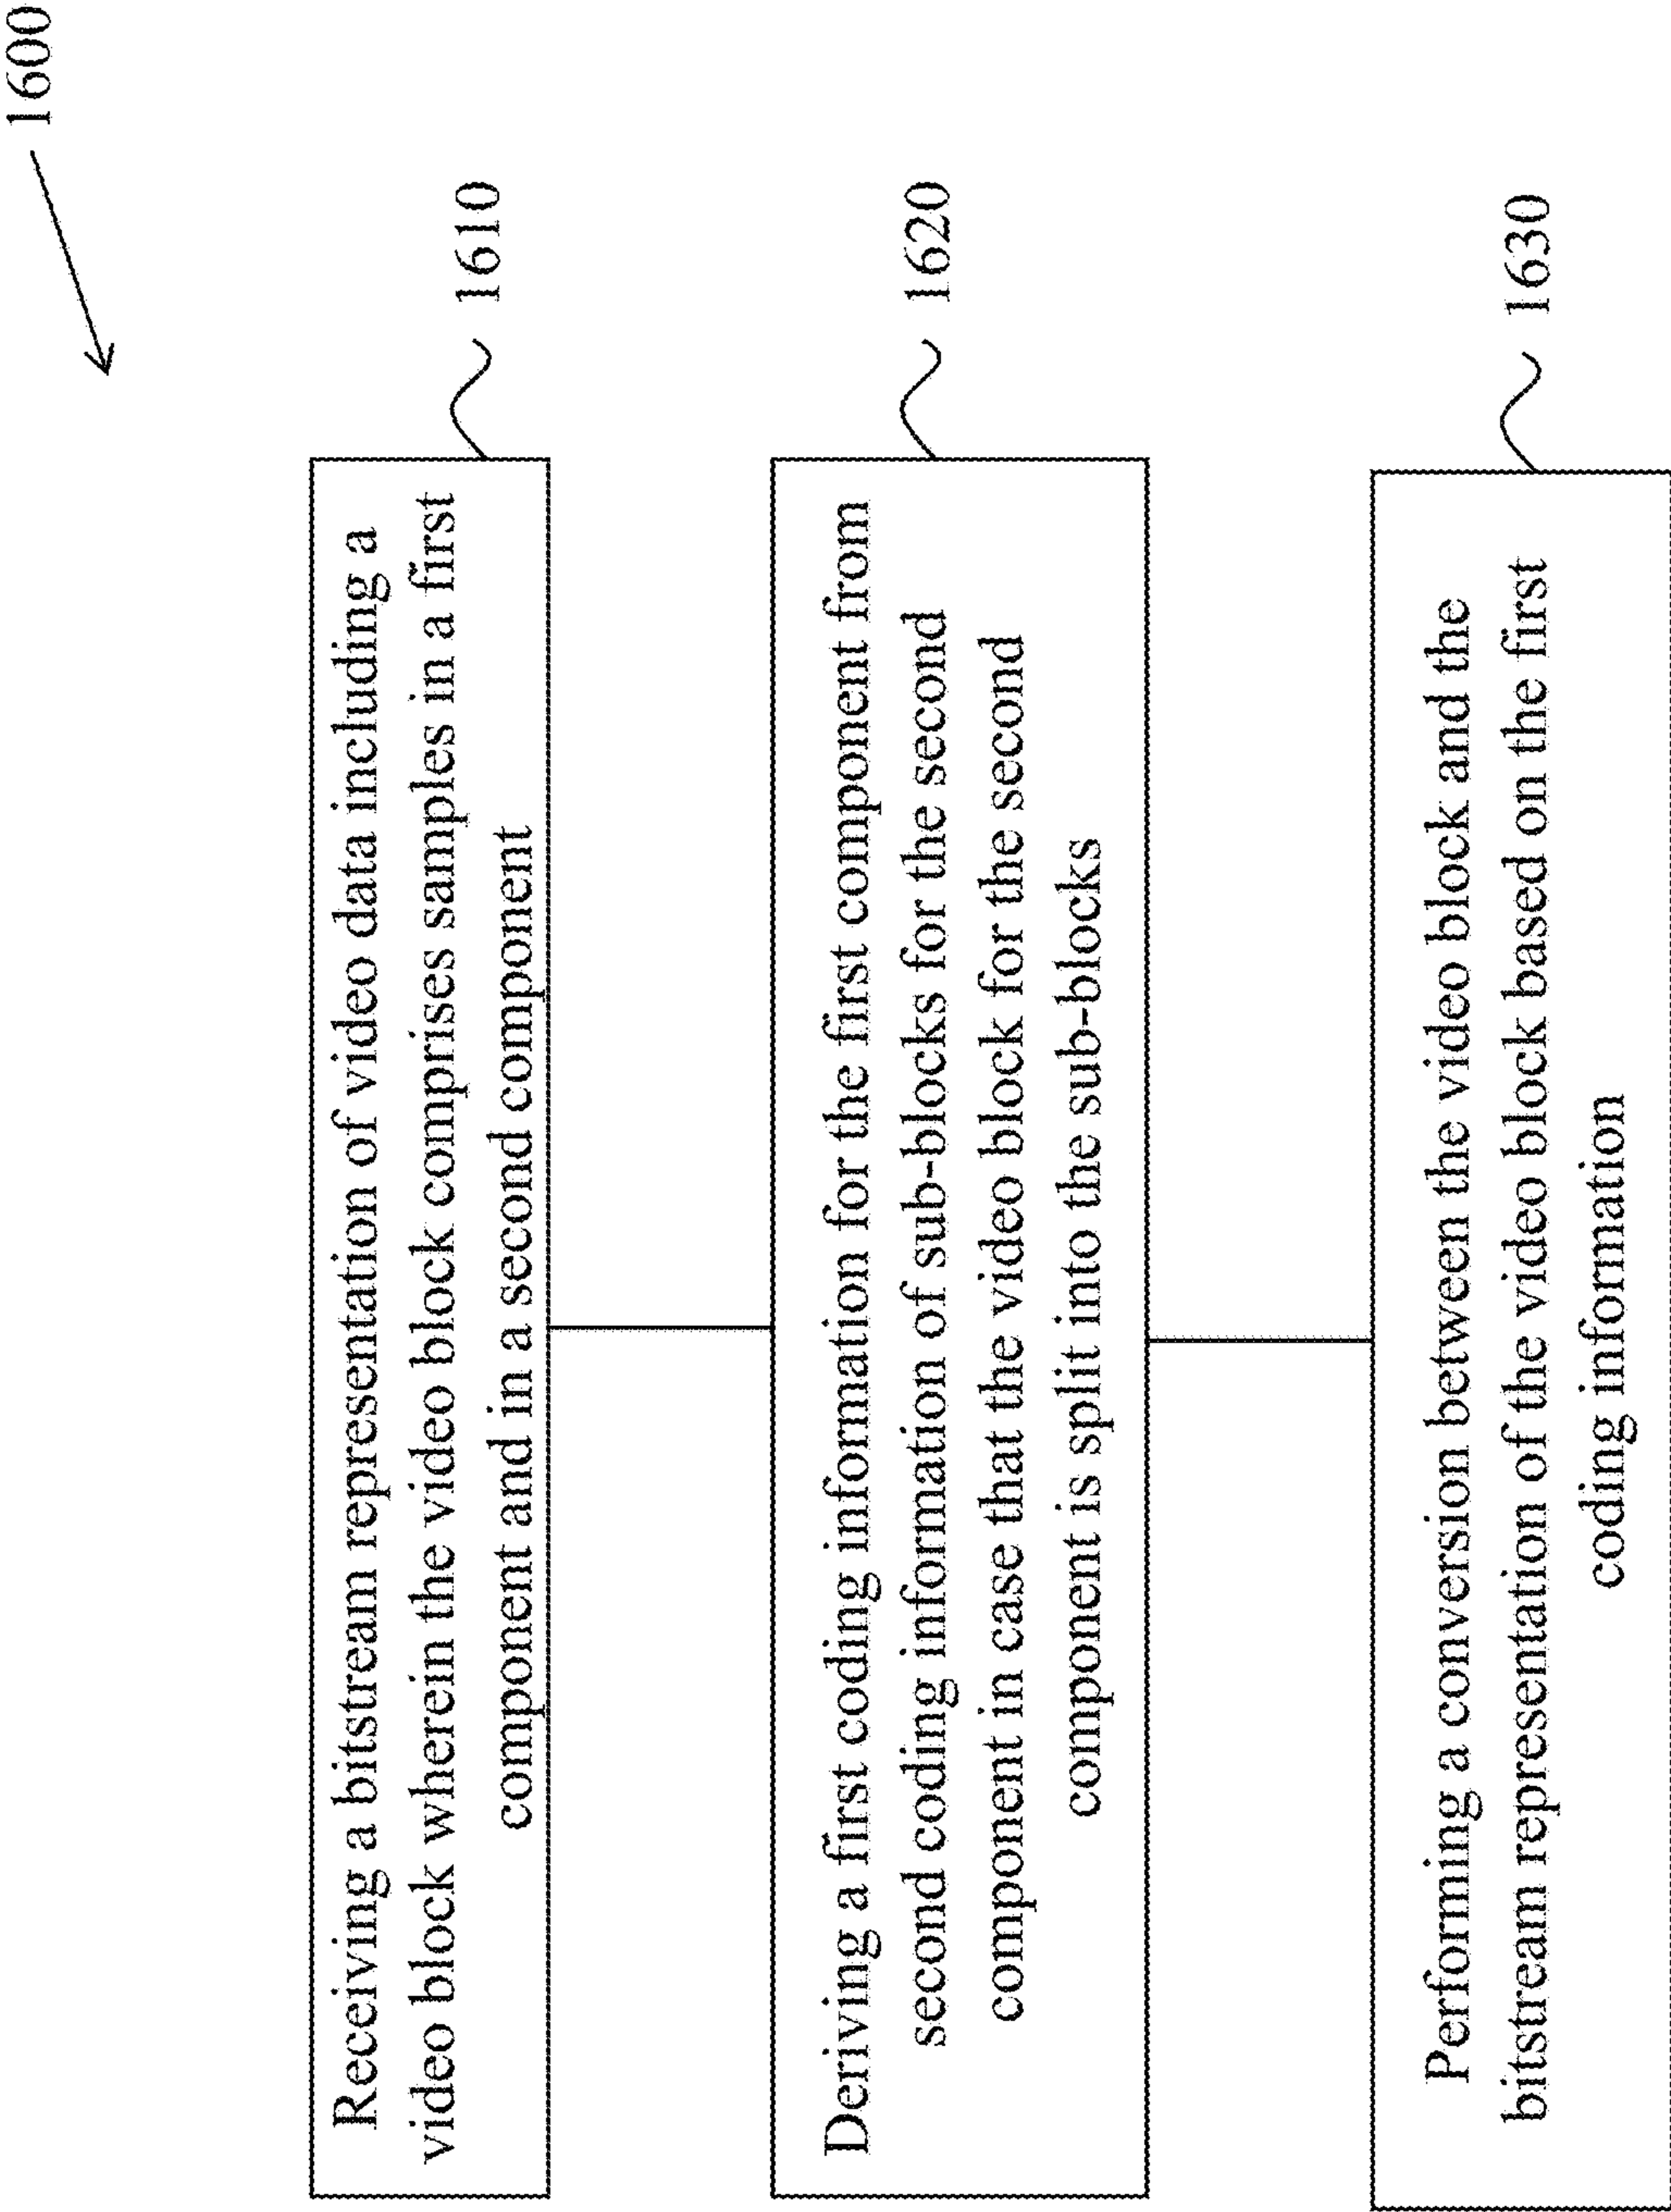 1600
Receiving a bitstream representation of video data including a
video block wherein the video block comprises samples in a first
component and in a second component
1610
Deriving a first coding information for the first component from
second coding information of sub-blocks for the second
component in case that the video block for the second
component is split into the sub-blocks
1620
Performing a conversion between the video block and the
bitstream representation of the video block based on the first
coding information
1630